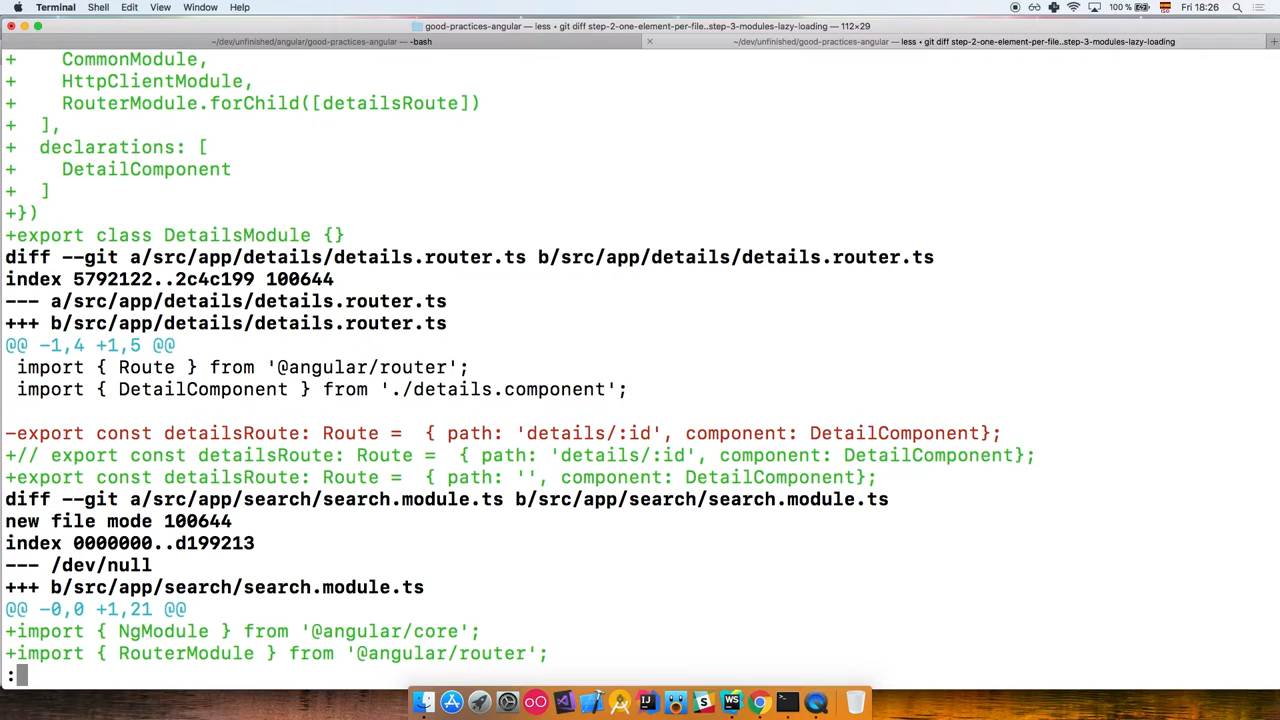 Terminal Shell Edit View Window Help 100 % Fri 18:26
good-practices-angular — less • git diff step-2-one-element-per-file..step-3-modules-lazy-loading — 112×29
~/dev/unfinished/angular/good-practices-angular — -bash
~/dev/unfinished/good-practices-angular — less • git diff step-2-one-element-per-file..step-3-modules-lazy-loading
+    CommonModule,
+    HttpClientModule,
+    RouterModule.forChild([detailsRoute])
+  ],
+  declarations: [
+    DetailComponent
+  ]
+})
+export class DetailsModule {}
diff --git a/src/app/details/details.router.ts b/src/app/details/details.router.ts
index 5792122..2c4c199 100644
--- a/src/app/details/details.router.ts
+++ b/src/app/details/details.router.ts
@@ -1,4 +1,5 @@
 import { Route } from '@angular/router';
 import { DetailComponent } from './details.component';
-export const detailsRoute: Route =  { path: 'details/:id', component: DetailComponent};
+// export const detailsRoute: Route =  { path: 'details/:id', component: DetailComponent};
+export const detailsRoute: Route =  { path: '', component: DetailComponent};
diff --git a/src/app/search/search.module.ts b/src/app/search/search.module.ts
new file mode 100644
index 0000000..d199213
--- /dev/null
+++ b/src/app/search/search.module.ts
@@ -0,0 +1,21 @@
+import { NgModule } from '@angular/core';
+import { RouterModule } from '@angular/router';
: